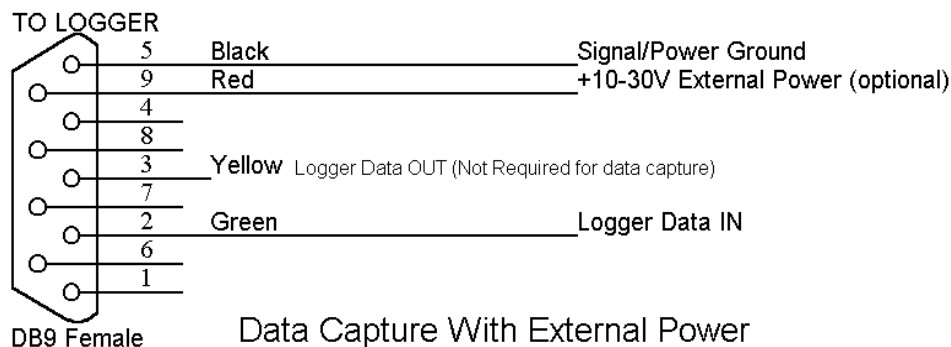 TO LOGGER
5 Black Signal/Power Ground
9 Red +10-30V External Power (optional)
4
8
3 Yellow Logger Data OUT (Not Required for data capture)
7
2 Green Logger Data IN
6
1
DB9 Female Data Capture With External Power